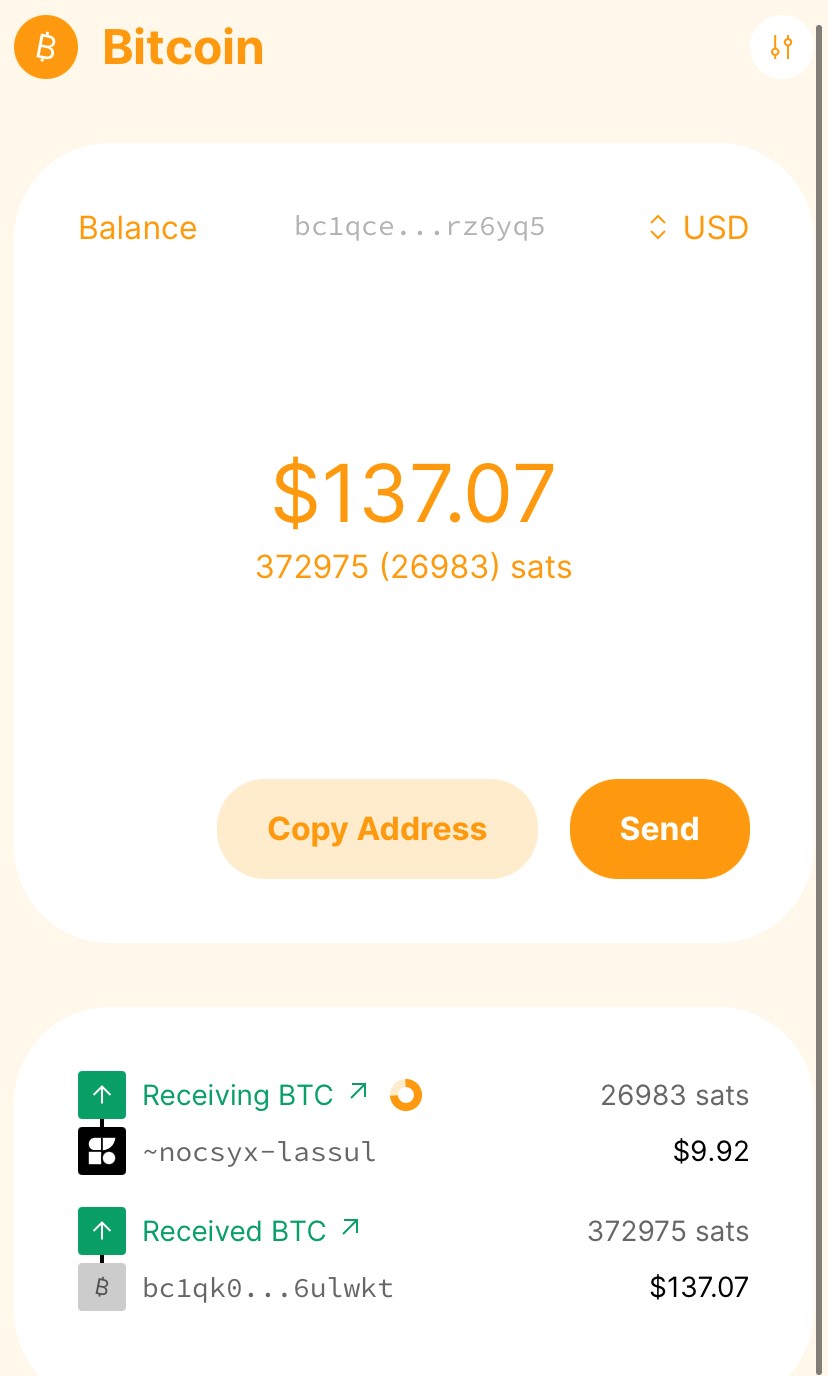 Bitcoin
Balance bc1qce...rz6yq5 USD
$137.07
372975 (26983) sats
Copy Address Send
Receiving BTC 26983 sats
~nocsyx-lassul $9.92
Received BTC 372975 sats
bc1qk0...6ulwkt $137.07